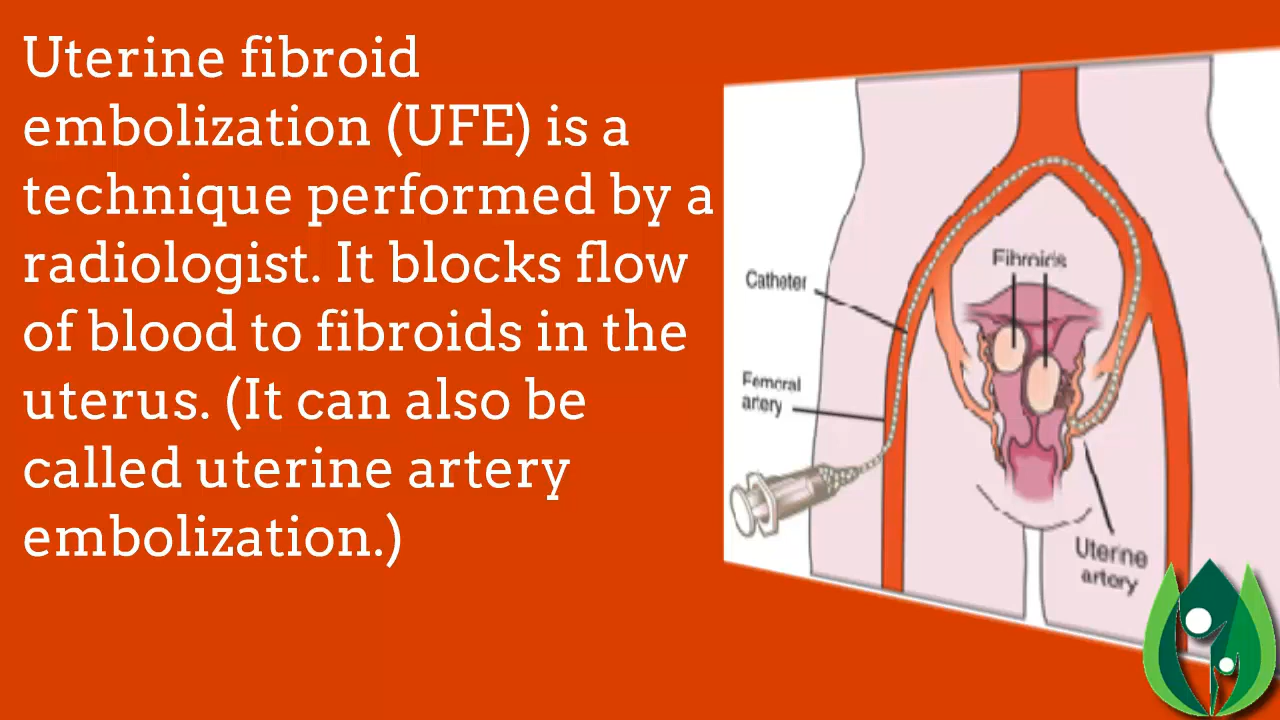 Uterine fibroid
embolization (UFE) is a
technique performed by a
radiologist. It blocks flow
of blood to fibroids in the
uterus. (It can also be
called uterine artery
embolization.)
Fibroids
Catheter
Femoral
artery
Uterine
artery